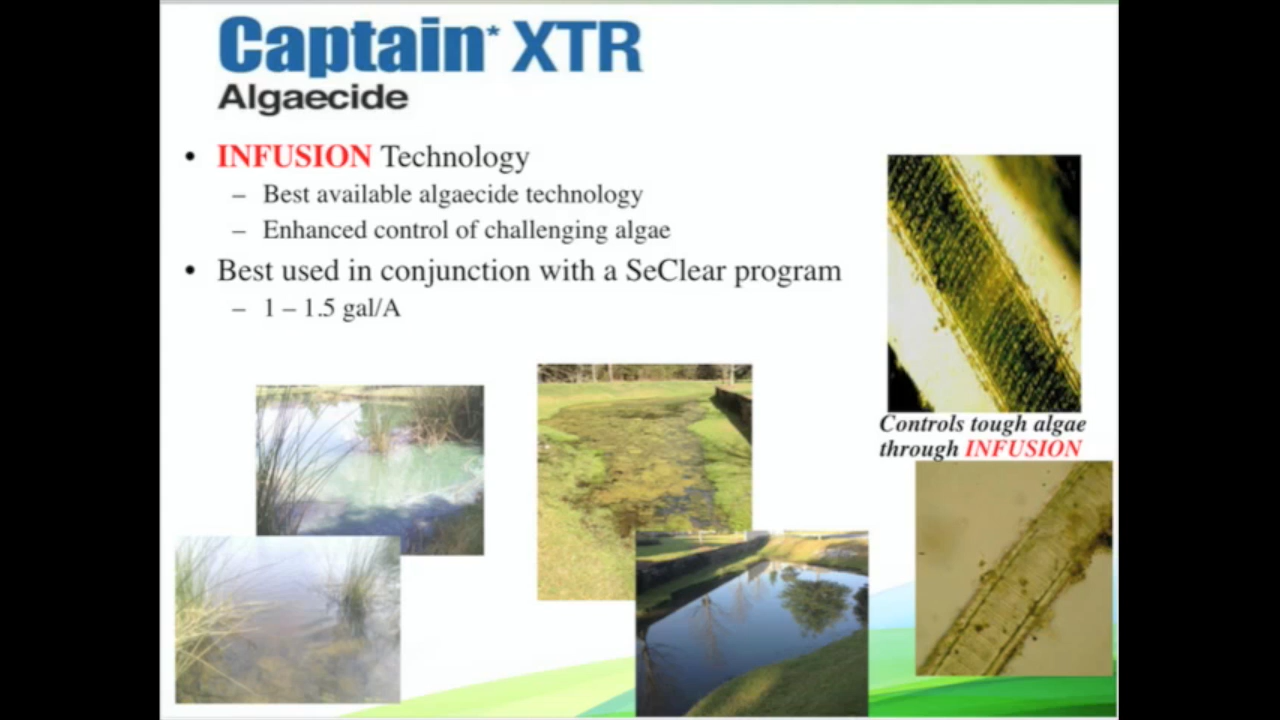 Captain* XTR
Algaecide
• INFUSION Technology
– Best available algaecide technology
– Enhanced control of challenging algae
• Best used in conjunction with a SeClear program
– 1 – 1.5 gal/A
Controls tough algae
through INFUSION